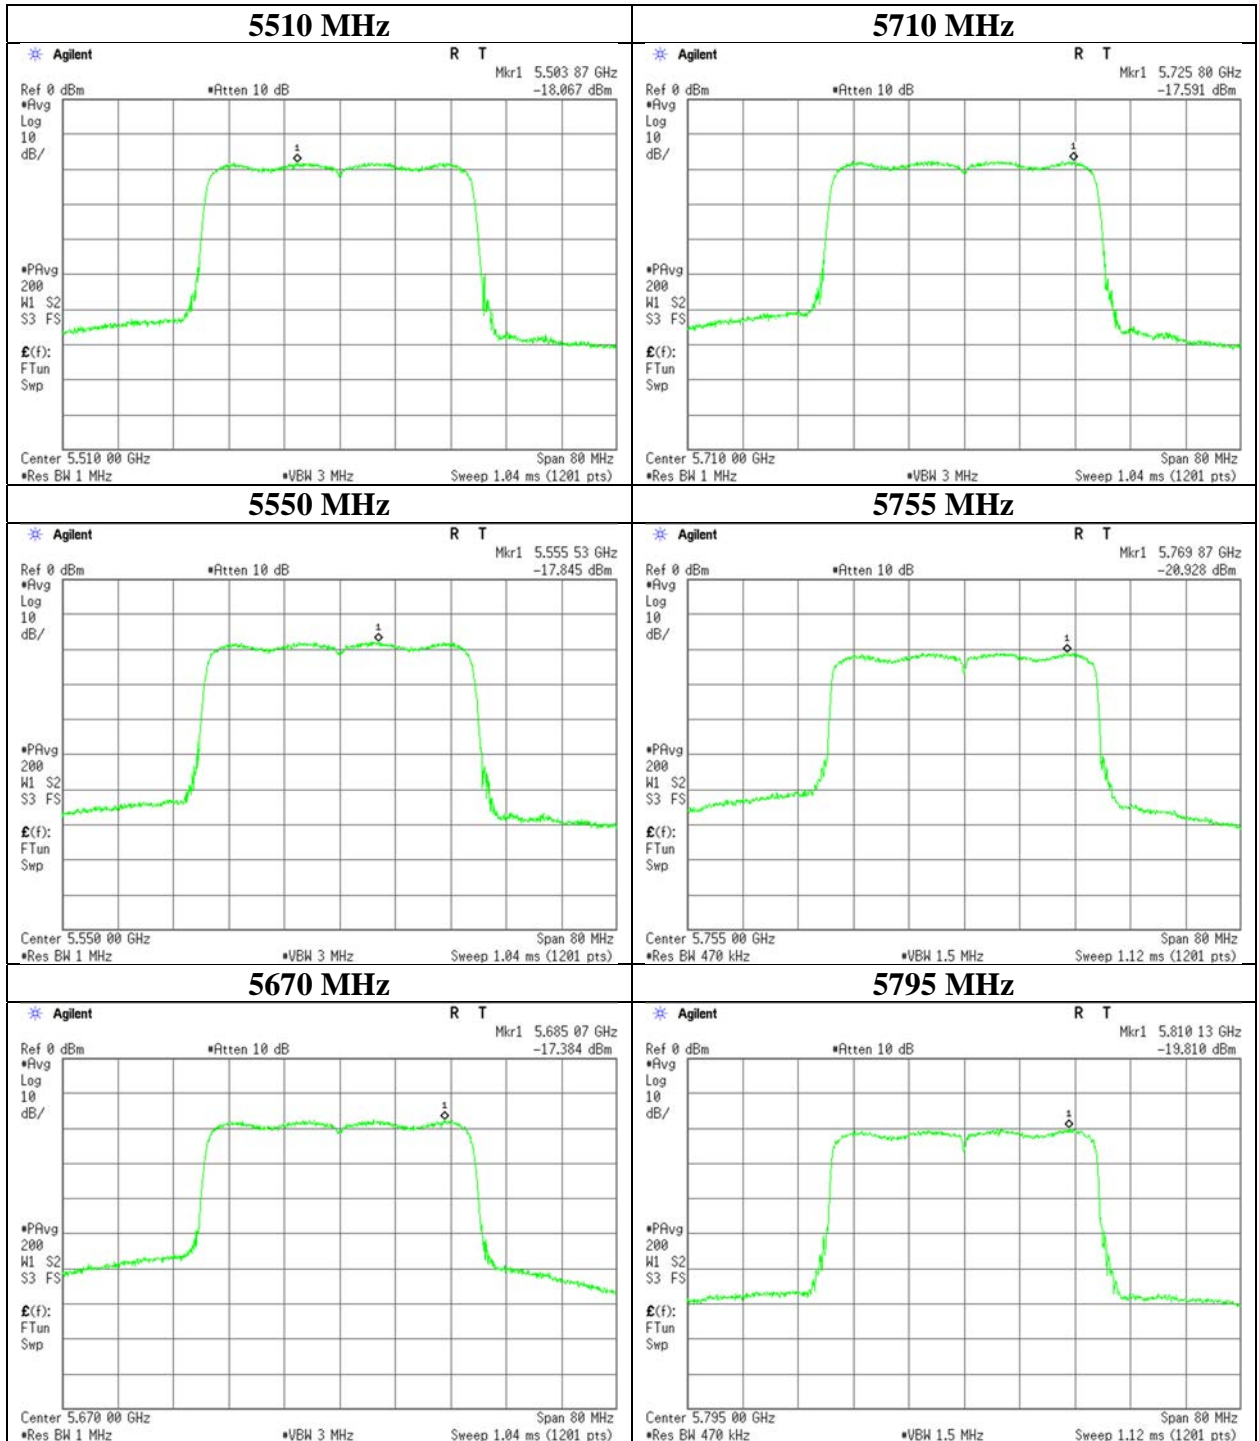 5510 MHz
Agilent R T
Mkr1 5.503 87 GHz
Ref 0 dBm #Atten 10 dB -18.067 dBm
#Avg
Log
10
dB/
1
#PAvg
200
W1 S2
S3 FS
£(f):
FTun
Swp
Center 5.510 00 GHz Span 80 MHz
#Res BW 1 MHz #VBW 3 MHz Sweep 1.04 ms (1201 pts)
5710 MHz
Agilent R T
Mkr1 5.725 80 GHz
Ref 0 dBm #Atten 10 dB -17.591 dBm
#Avg
Log
10
dB/
1
#PAvg
200
W1 S2
S3 FS
£(f):
FTun
Swp
Center 5.710 00 GHz Span 80 MHz
#Res BW 1 MHz #VBW 3 MHz Sweep 1.04 ms (1201 pts)
5550 MHz
Agilent R T
Mkr1 5.555 53 GHz
Ref 0 dBm #Atten 10 dB -17.845 dBm
#Avg
Log
10
dB/
1
#PAvg
200
W1 S2
S3 FS
£(f):
FTun
Swp
Center 5.550 00 GHz Span 80 MHz
#Res BW 1 MHz #VBW 3 MHz Sweep 1.04 ms (1201 pts)
5755 MHz
Agilent R T
Mkr1 5.769 87 GHz
Ref 0 dBm #Atten 10 dB -20.928 dBm
#Avg
Log
10
dB/
1
#PAvg
200
W1 S2
S3 FS
£(f):
FTun
Swp
Center 5.755 00 GHz Span 80 MHz
#Res BW 470 kHz #VBW 1.5 MHz Sweep 1.12 ms (1201 pts)
5670 MHz
Agilent R T
Mkr1 5.685 07 GHz
Ref 0 dBm #Atten 10 dB -17.384 dBm
#Avg
Log
10
dB/
1
#PAvg
200
W1 S2
S3 FS
£(f):
FTun
Swp
Center 5.670 00 GHz Span 80 MHz
#Res BW 1 MHz #VBW 3 MHz Sweep 1.04 ms (1201 pts)
5795 MHz
Agilent R T
Mkr1 5.810 13 GHz
Ref 0 dBm #Atten 10 dB -19.810 dBm
#Avg
Log
10
dB/
1
#PAvg
200
W1 S2
S3 FS
£(f):
FTun
Swp
Center 5.795 00 GHz Span 80 MHz
#Res BW 470 kHz #VBW 1.5 MHz Sweep 1.12 ms (1201 pts)